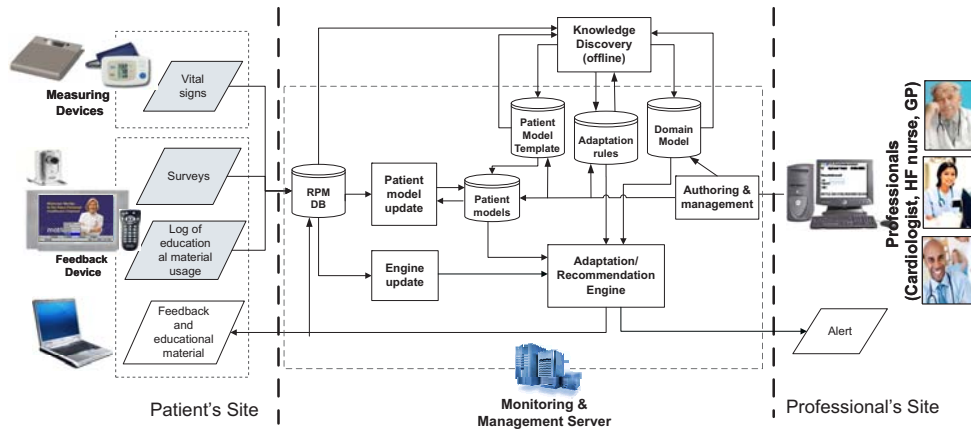 Knowledge
Discovery
(offline)
Measuring
Devices
Vital
signs
Patient
Model
Template
Adaptation
rules
Domain
Model
Surveys
RPM
DB
Patient
model
update
Patient
models
Authoring &
management
Feedback
Device
Log of
education
al material
usage
Engine
update
Adaptation/
Recommendation
Engine
Feedback
and
educational
material
Alert
Professionals
(Cardiologist, HF nurse, GP)
Patient's Site
Monitoring &
Management Server
Professional's Site